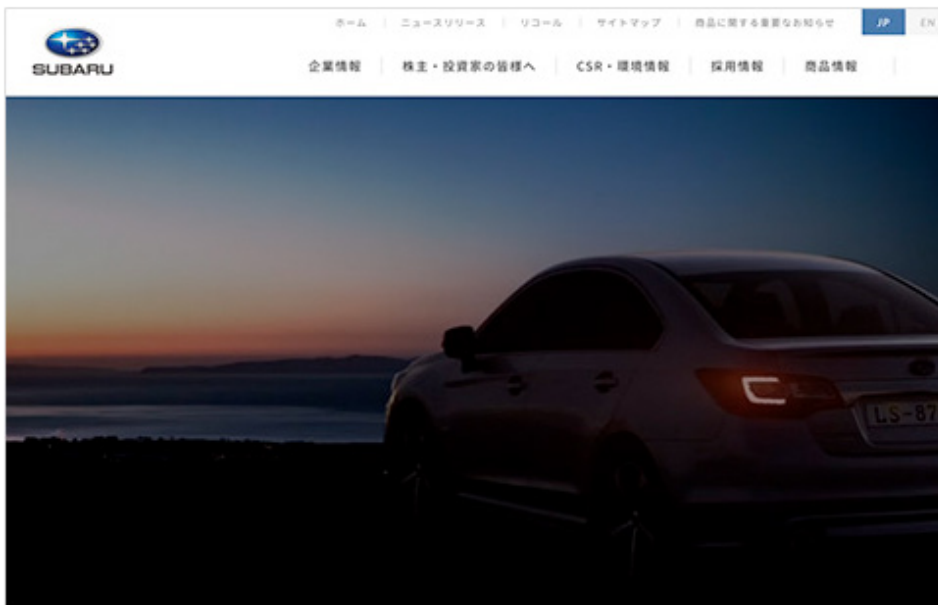 ホーム ニュースリリース リコール サイトマップ 商品に関する重要なお知らせ JP EN
SUBARU
企業情報 株主・投資家の皆様へ CSR・環境情報 採用情報 商品情報
LS-87